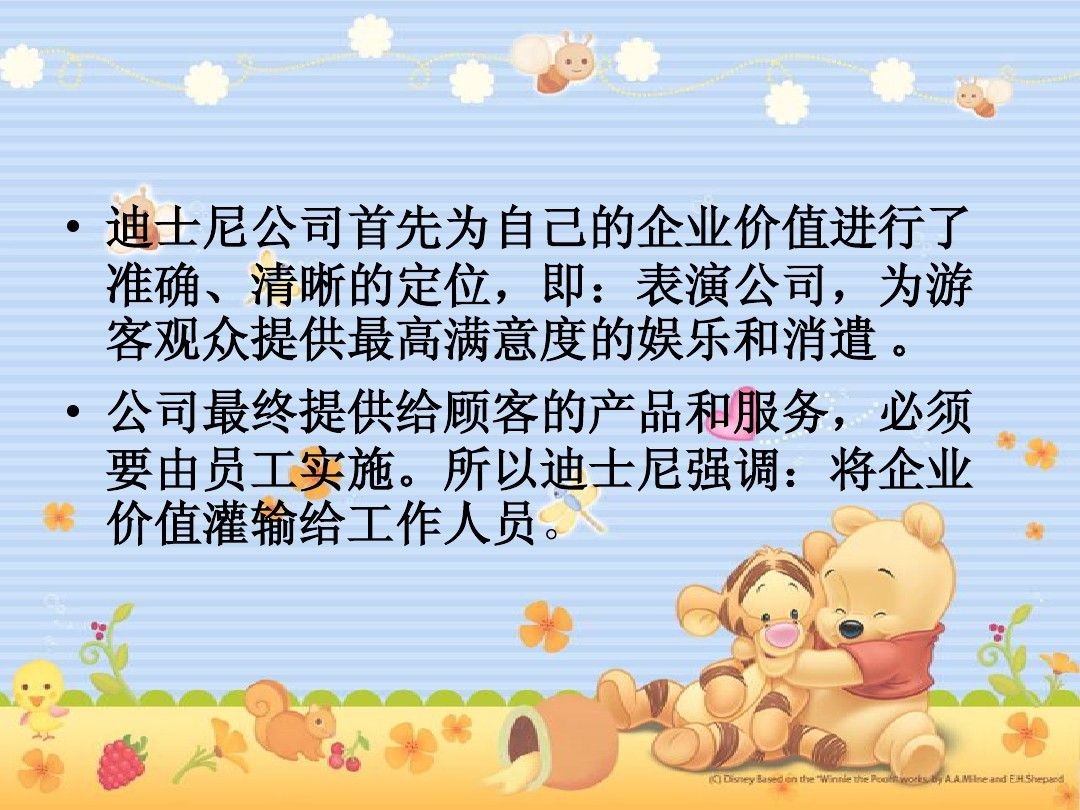 • 迪士尼公司首先为自己的企业价值进行了
准确、清晰的定位，即：表演公司，为游
客观众提供最高满意度的娱乐和消遣 。
• 公司最终提供给顾客的产品和服务，必须
要由员工实施。所以迪士尼强调：将企业
价值灌输给工作人员。
(C) Disney Based on the "Winnie the Pooh" works, by A.A.Milne and E.H.Shepard